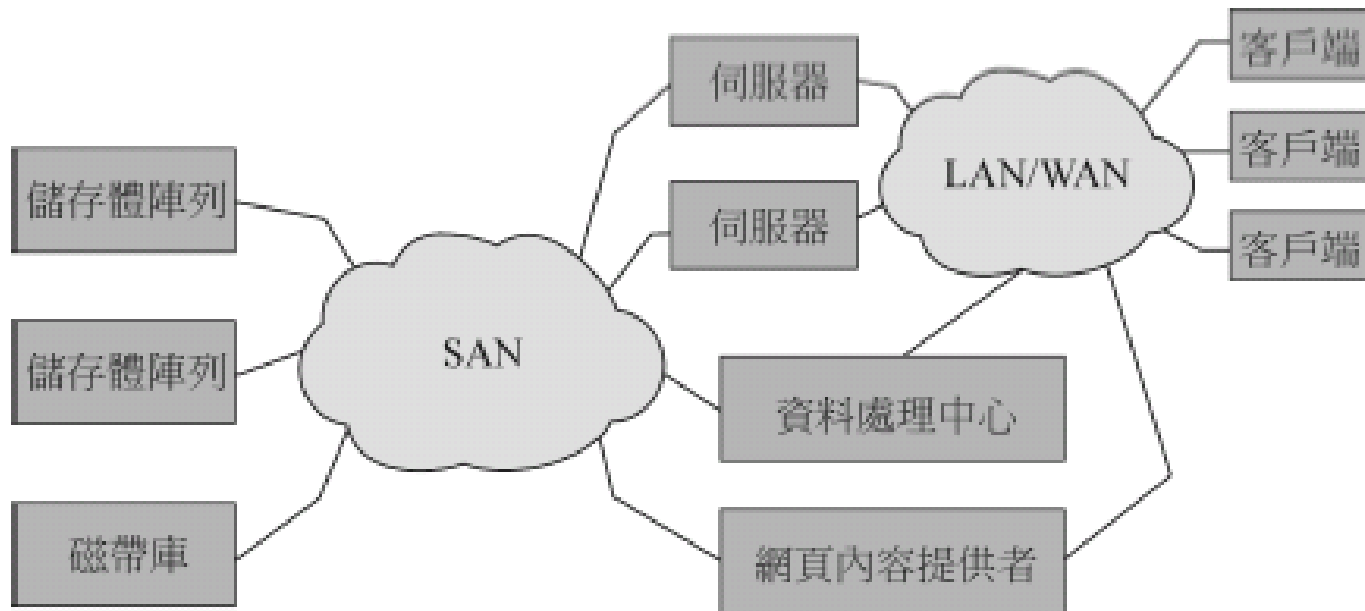 儲存體陣列
儲存體陣列
磁帶庫
SAN
伺服器
伺服器
資料處理中心
網頁內容提供者
LAN/WAN
客戶端
客戶端
客戶端